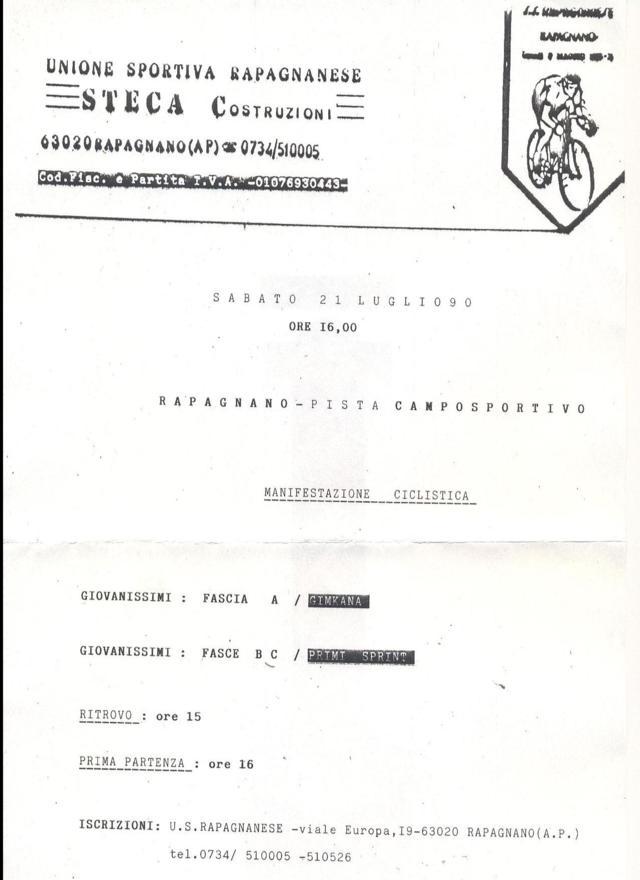 RAPAGNANO
UNIONE SPORTIVA RAPAGNANESE
STECA COSTRUZIONI
63020 RAPAGNANO (AP) ☎ 0734/510005
Cod.Fisc. e Partita I.V.A. -01076930443-
SABATO 21 LUGLIO 90
ORE I6,00
RAPAGNANO-PISTA CAMPOSPORTIVO
MANIFESTAZIONE CICLISTICA
GIOVANISSIMI : FASCIA A / GIMKANA
GIOVANISSIMI : FASCE B C / PRIMI SPRINT
RITROVO : ore 15
PRIMA PARTENZA : ore 16
ISCRIZIONI: U.S.RAPAGNANESE -viale Europa,I9-63020 RAPAGNANO(A.P.)
tel.0734/ 510005 -510526